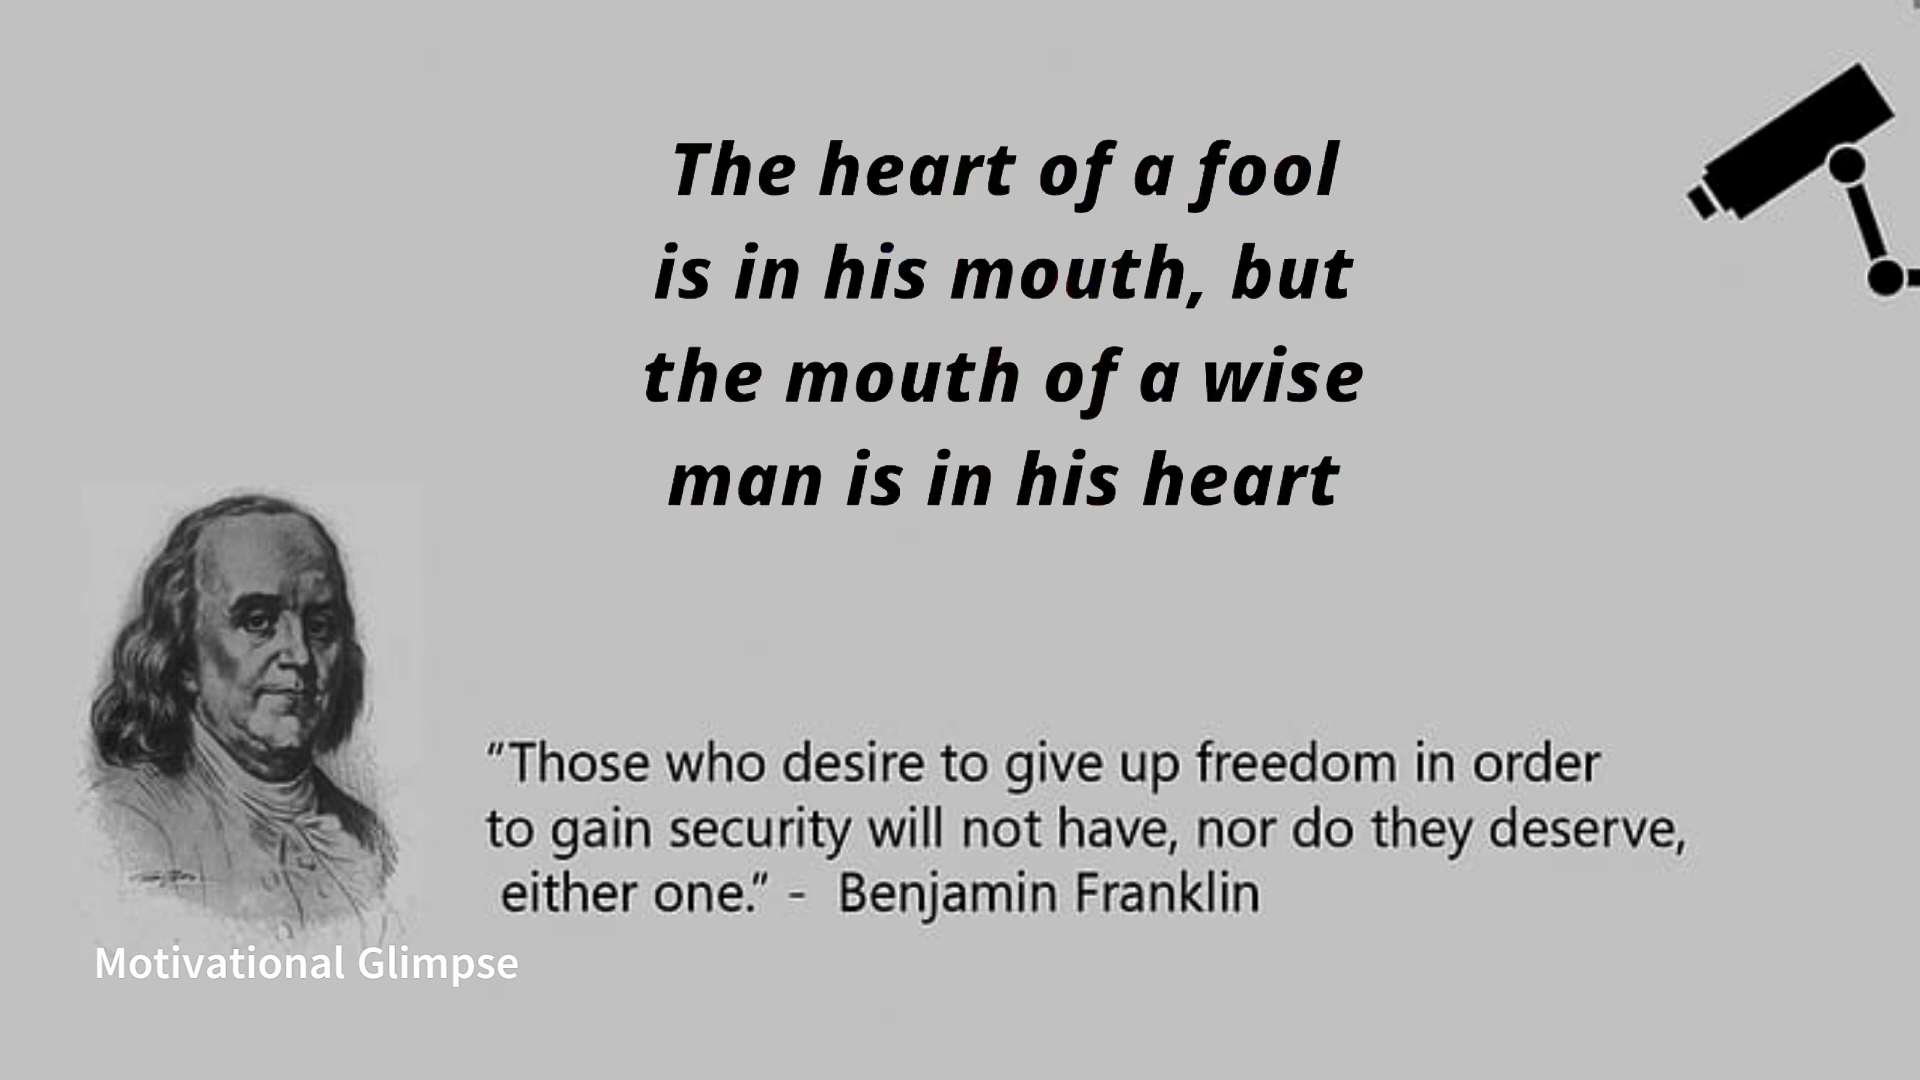 The heart of a fool
is in his mouth, but
the mouth of a wise
man is in his heart
“Those who desire to give up freedom in order
to gain security will not have, nor do they deserve,
either one.” - Benjamin Franklin
Motivational Glimpse